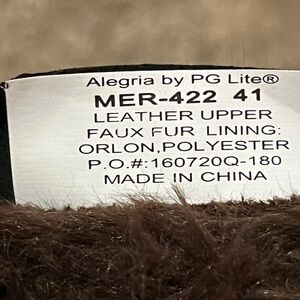 Alegria by PG Lite®
MER-422 41
LEATHER UPPER
FAUX FUR LINING:
ORLON,POLYESTER
P.O.#:160720Q-180
MADE IN CHINA